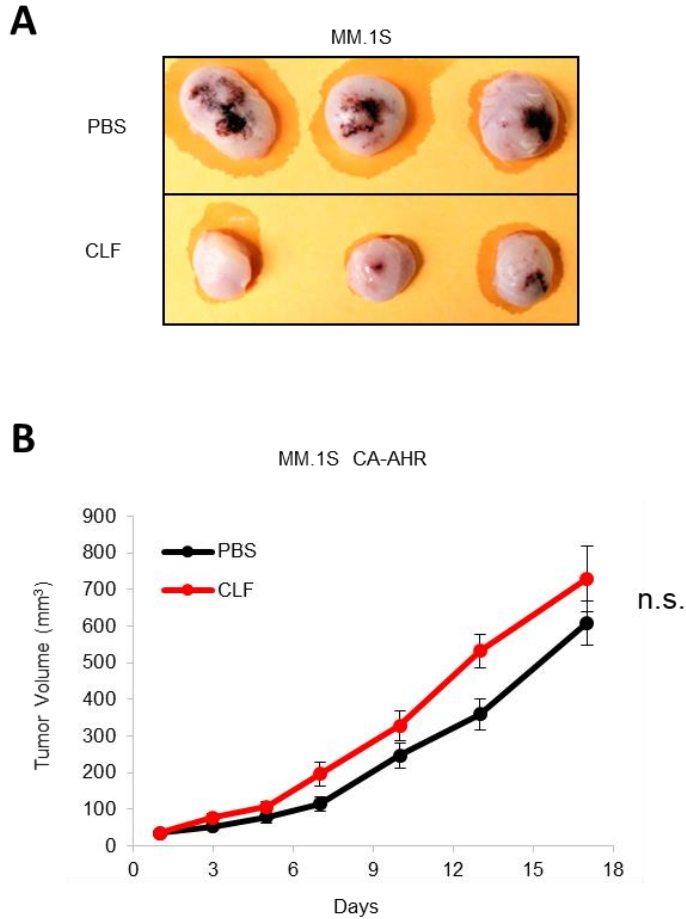 A
MM.1S
PBS
CLF
B
MM.1S CA-AHR
900
800
700
600
500
400
300
200
100
0
Tumor Volume (mm³)
PBS
CLF
n.s.
0 3 6 9 12 15 18
Days